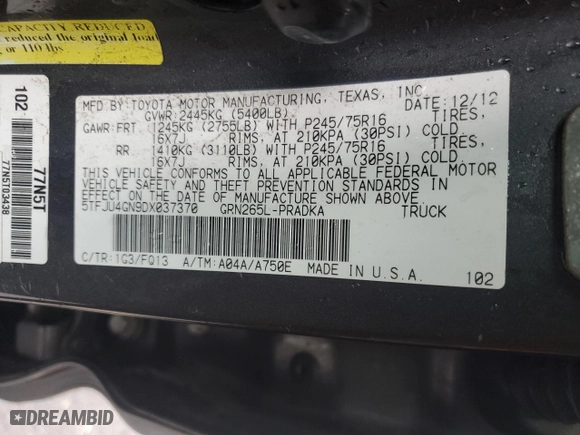 CAPACITY REDUCED
reduced the original load
g or 110 lbs
102
77N5T
77N5T03438
MFD BY:TOYOTA MOTOR MANUFACTURING, TEXAS, INC.
GVWR: 2445KG (5400LB) DATE: 12/12
GAWR: FRT. 1245KG (2755LB) WITH P245/75R16 TIRES,
16X7J RIMS, AT 210KPA (30PSI) COLD.
RR 1410KG (3110LB) WITH P245/75R16 TIRES,
16X7J RIMS, AT 210KPA (30PSI) COLD.
THIS VEHICLE CONFORMS TO ALL APPLICABLE FEDERAL MOTOR
VEHICLE SAFETY AND THEFT PREVENTION STANDARDS IN
EFFECT ON THE DATE OF MANUFACTURE SHOWN ABOVE.
5TFJU4GN9DX037370 GRN265L-PRADKA TRUCK
C/TR:1G3/FQ13 A/TM:A04A/A750E MADE IN U.S.A. 102
DREAMBID